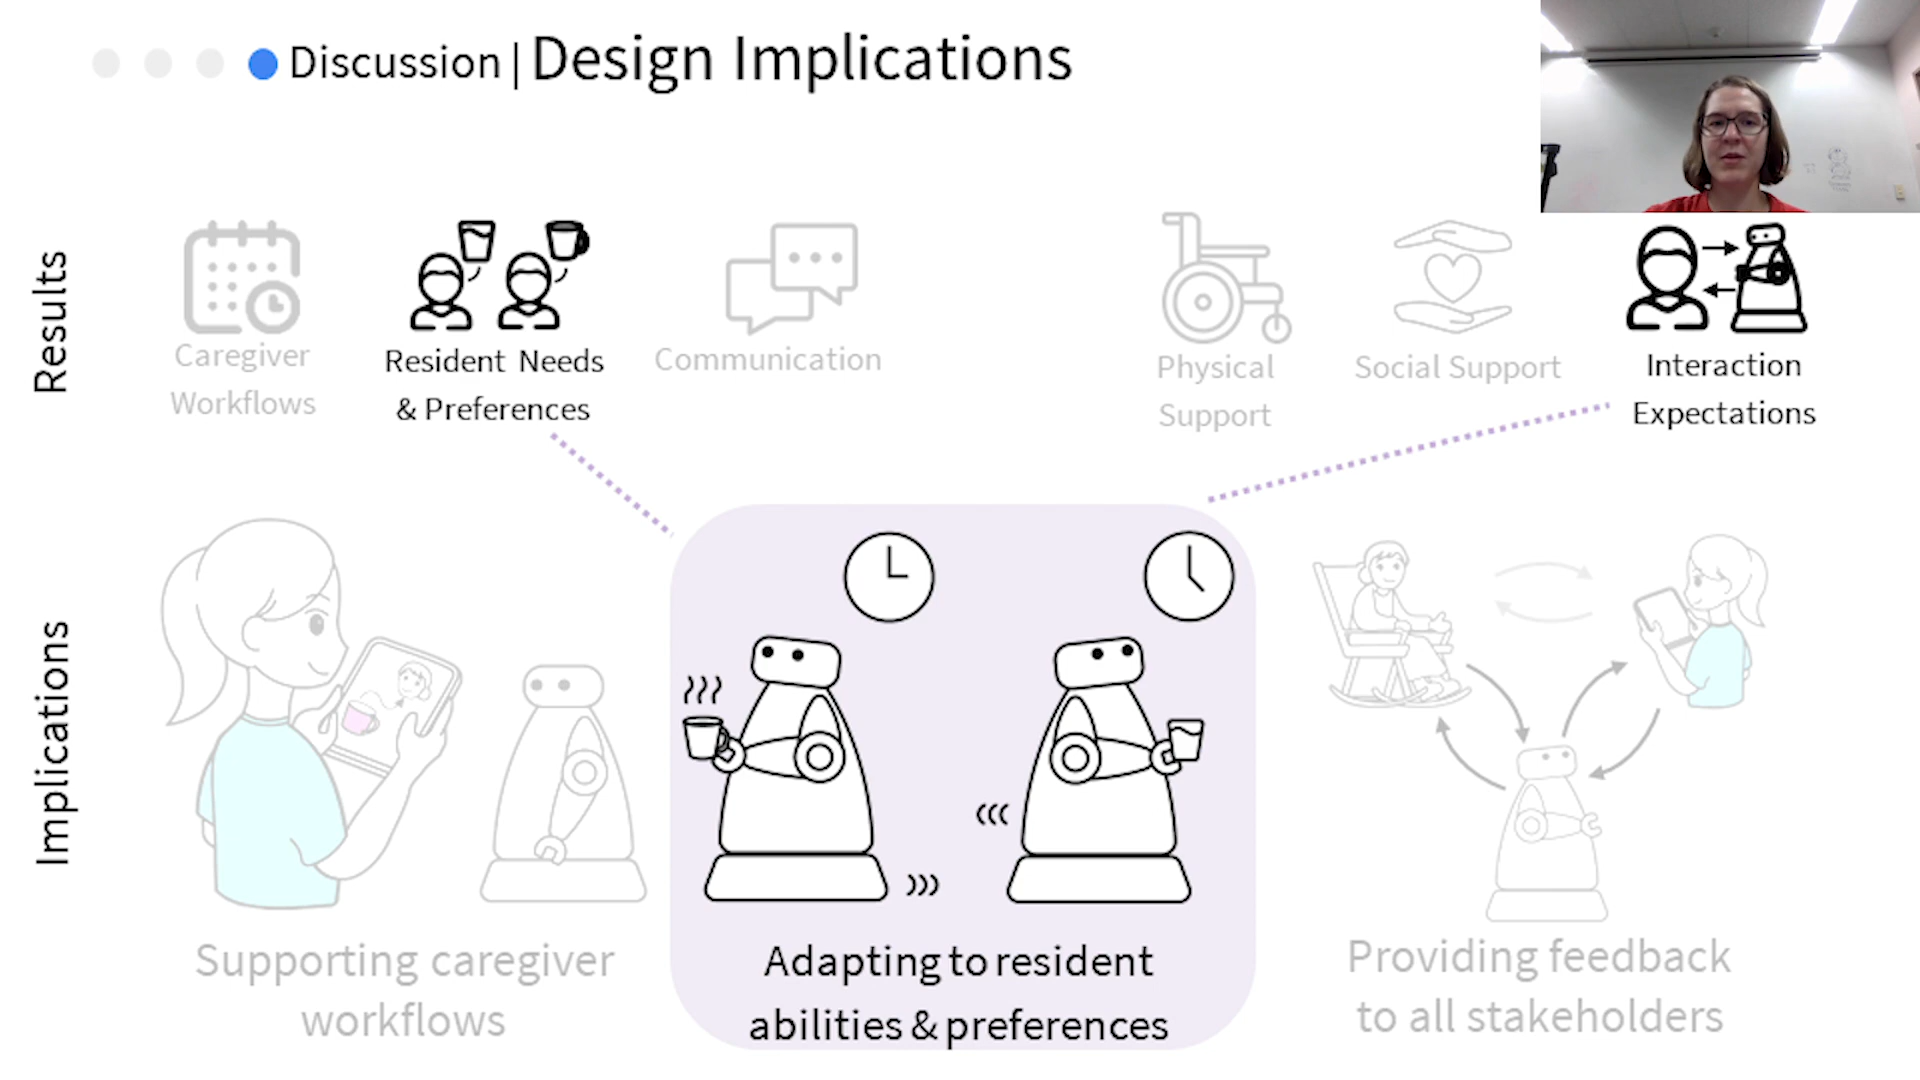 Discussion | Design Implications
Results
Caregiver
Workflows
Resident Needs
& Preferences
Communication
Physical
Support
Social Support
Interaction
Expectations
Implications
Supporting caregiver
workflows
Adapting to resident
abilities & preferences
Providing feedback
to all stakeholders